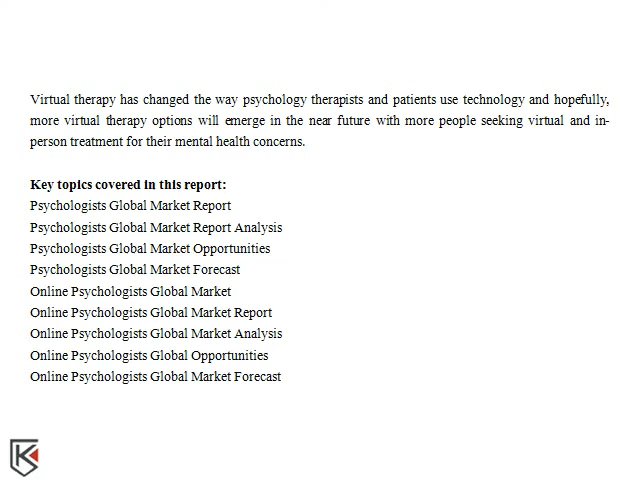 Virtual therapy has changed the way psychology therapists and patients use technology and hopefully,
more virtual therapy options will emerge in the near future with more people seeking virtual and in-
person treatment for their mental health concerns.
Key topics covered in this report:
Psychologists Global Market Report
Psychologists Global Market Report Analysis
Psychologists Global Market Opportunities
Psychologists Global Market Forecast
Online Psychologists Global Market
Online Psychologists Global Market Report
Online Psychologists Global Market Analysis
Online Psychologists Global Opportunities
Online Psychologists Global Market Forecast